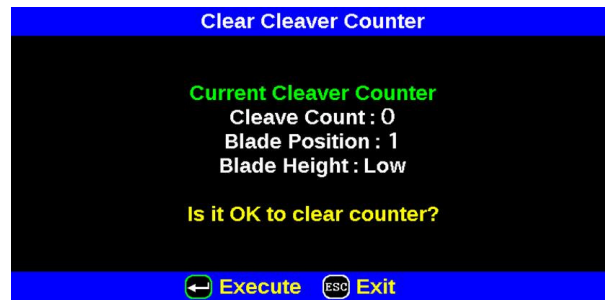 Clear Cleaver Counter
Current Cleaver Counter
Cleave Count : 0
Blade Position : 1
Blade Height : Low
Is it OK to clear counter?
Execute ESC Exit